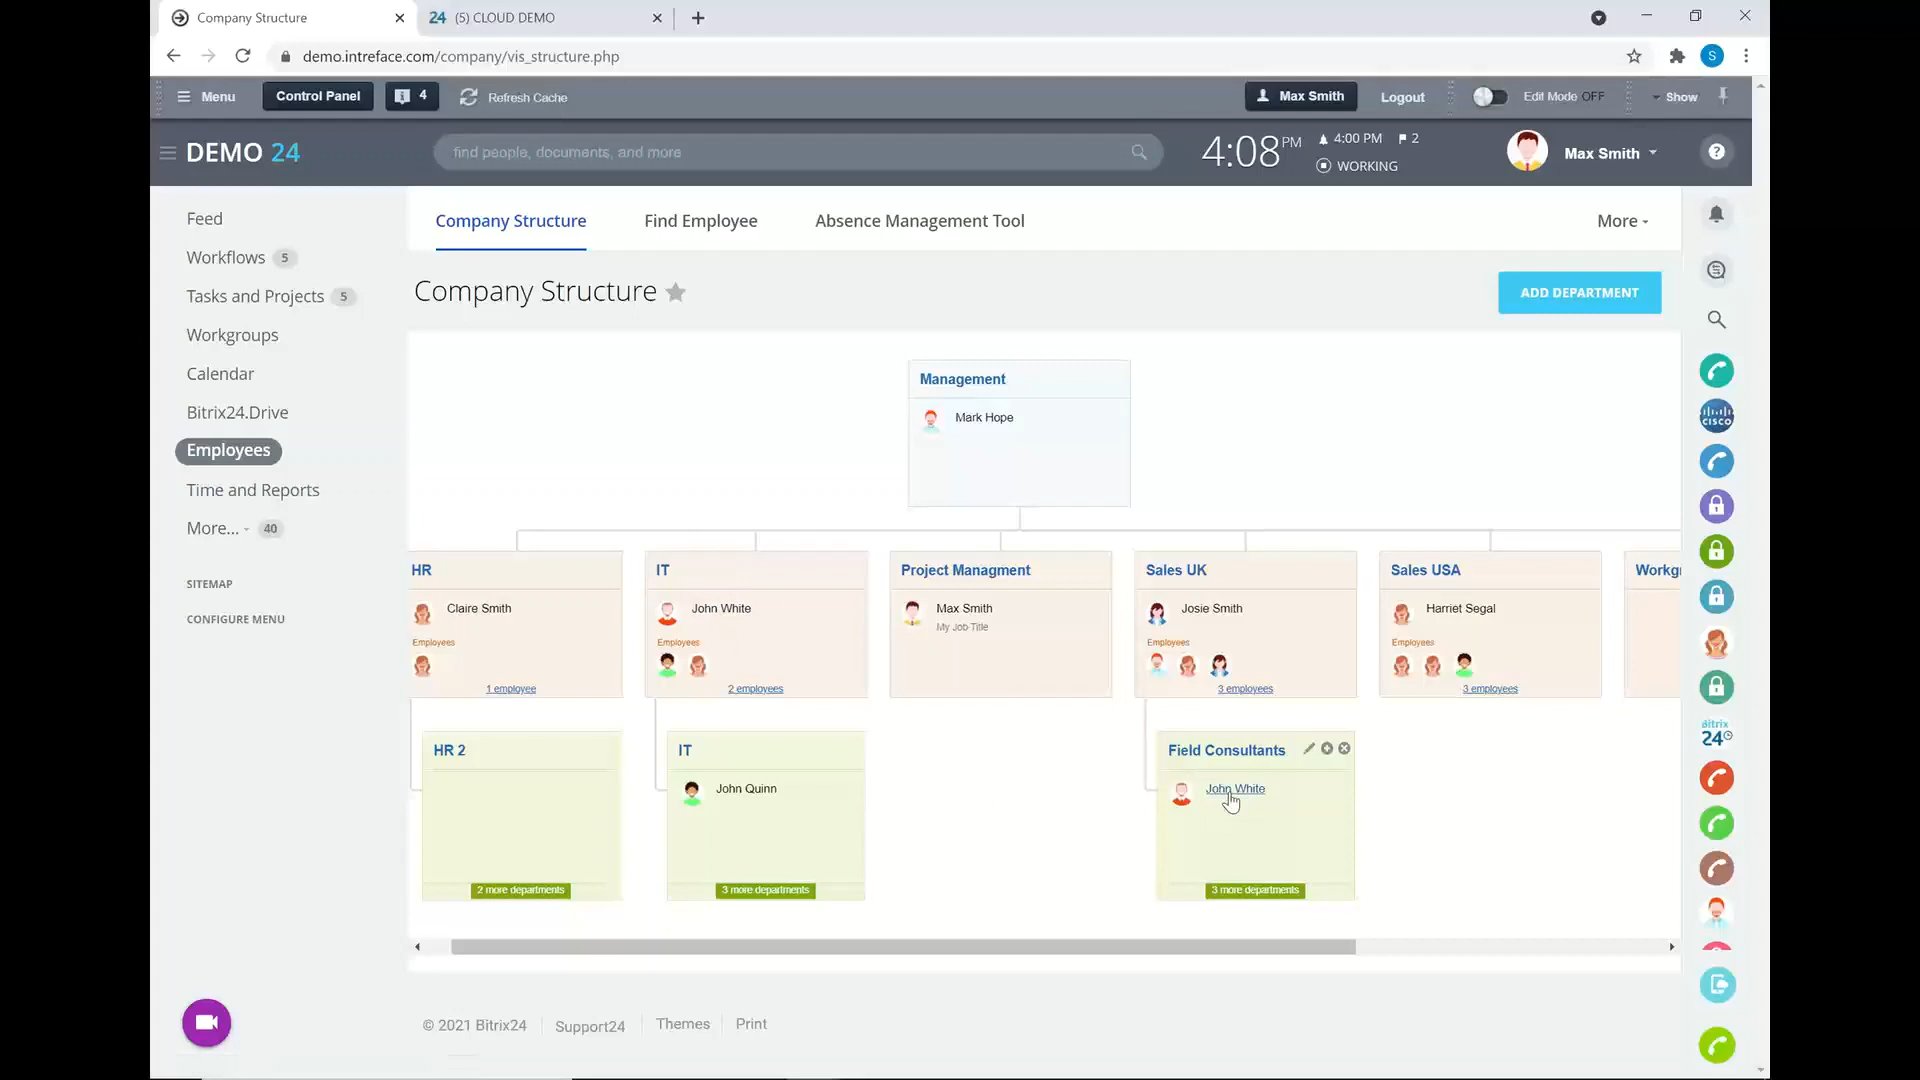 Company Structure
24 (5) CLOUD DEMO
demo.intreface.com/company/vis_structure.php
S
Menu
Control Panel
4
Refresh Cache
Max Smith
Logout
Edit Mode OFF
Show
DEMO 24
find people, documents, and more
4:08 PM
4:00 PM
2
WORKING
Max Smith
?
Feed
Workflows 5
Tasks and Projects 5
Workgroups
Calendar
Bitrix24.Drive
Employees
Time and Reports
More... 40
SITEMAP
CONFIGURE MENU
Company Structure
Find Employee
Absence Management Tool
More
Company Structure
ADD DEPARTMENT
Management
Mark Hope
HR
Claire Smith
Employees
1 employee
IT
John White
Employees
2 employees
Project Managment
Max Smith
My Job Title
Sales UK
Josie Smith
Employees
3 employees
Sales USA
Harriet Segal
Employees
3 employees
HR 2
2 more departments
IT
John Quinn
3 more departments
Field Consultants
John White
3 more departments
CISCO
Bitrix
24
© 2021 Bitrix24
Support24
Themes
Print